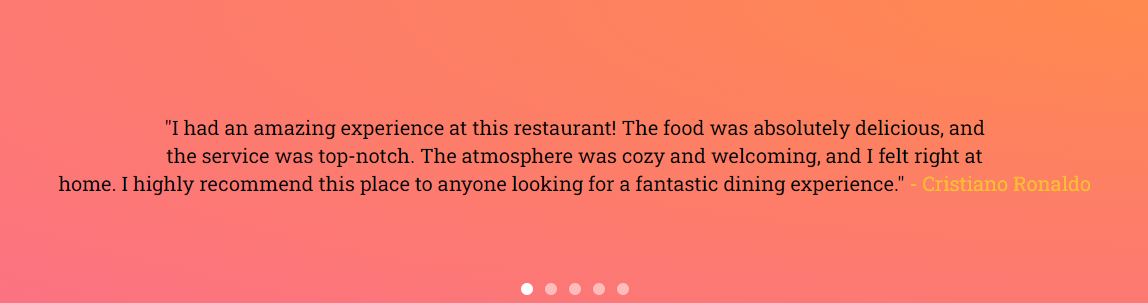 "I had an amazing experience at this restaurant! The food was absolutely delicious, and
the service was top-notch. The atmosphere was cozy and welcoming, and I felt right at
home. I highly recommend this place to anyone looking for a fantastic dining experience." - Cristiano Ronaldo